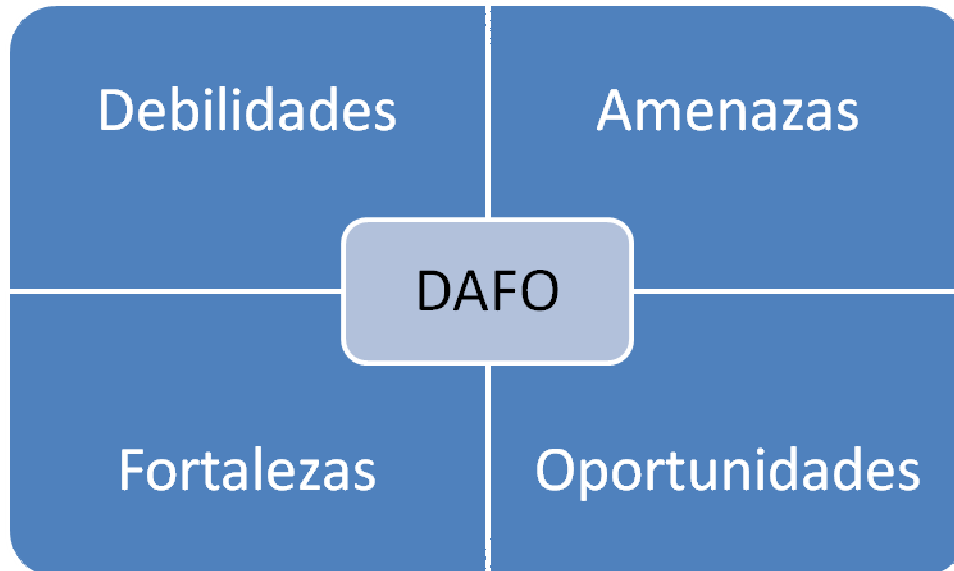 Debilidades
Amenazas
DAFO
Fortalezas
Oportunidades